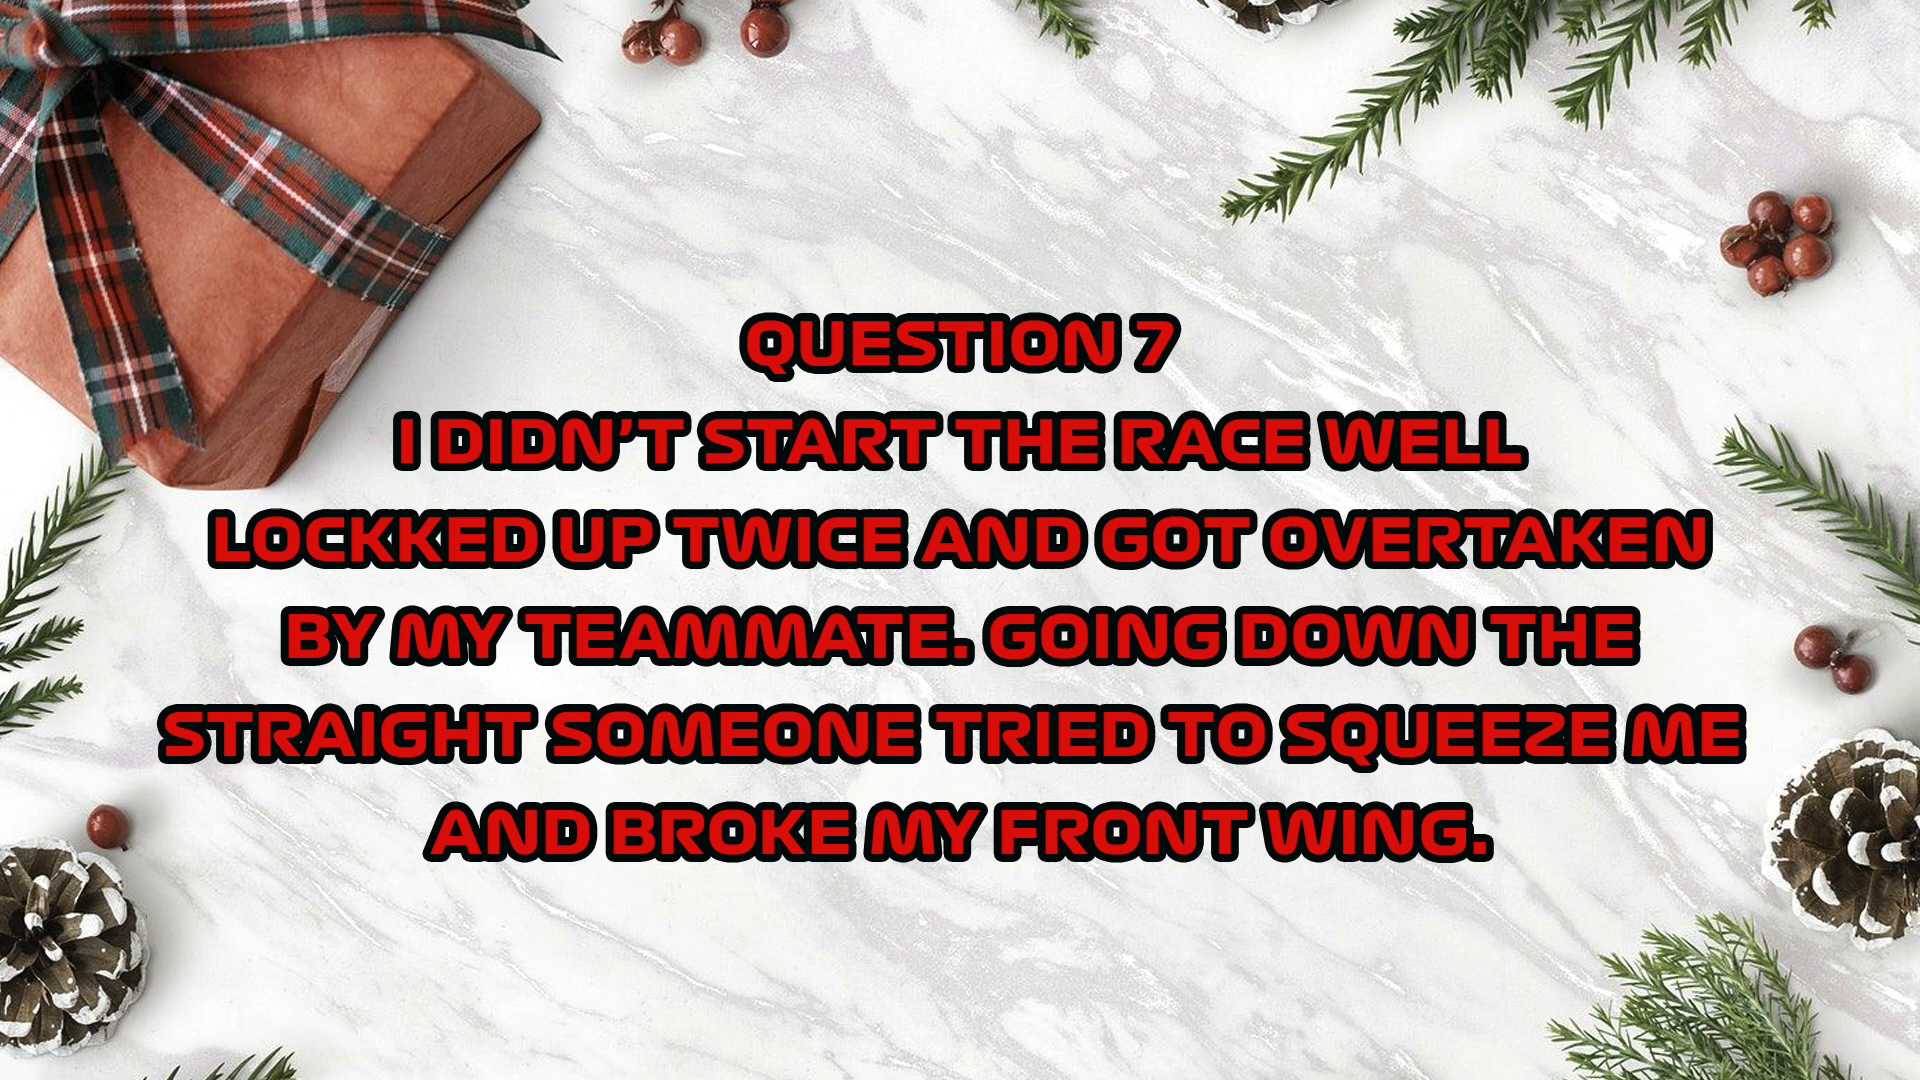 QUESTION 7
I DIDN'T START THE RACE WELL
LOCKKED UP TWICE AND GOT OVERTAKEN
BY MY TEAMMATE. GOING DOWN THE
STRAIGHT SOMEONE TRIED TO SQUEEZE ME
AND BROKE MY FRONT WING.